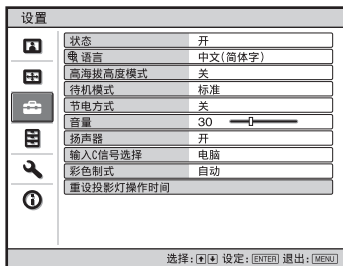 设置
状态 开
语言 中文(简体字)
高海拔高度模式 关
待机模式 标准
节电方式 关
音量 30
扬声器 开
输入C信号选择 电脑
彩色制式 自动
重设投影灯操作时间
选择: 设定: ENTER 退出: MENU